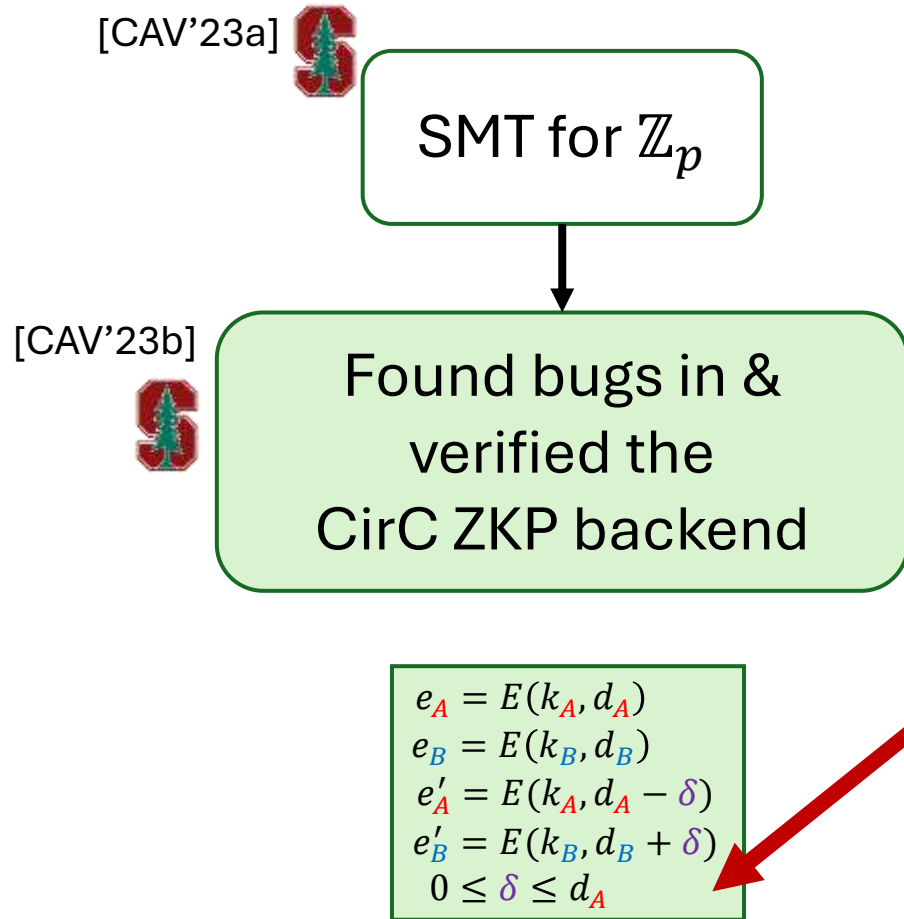 [CAV’23a]
SMT for ℤ𝑝
[CAV’23b]
Found bugs in &
verified the
CirC ZKP backend
e_A = E(k_A, d_A)
e_B = E(k_B, d_B)
e′_A = E(k_A, d_A − δ)
e′_B = E(k_B, d_B + δ)
0 ≤ δ ≤ d_A